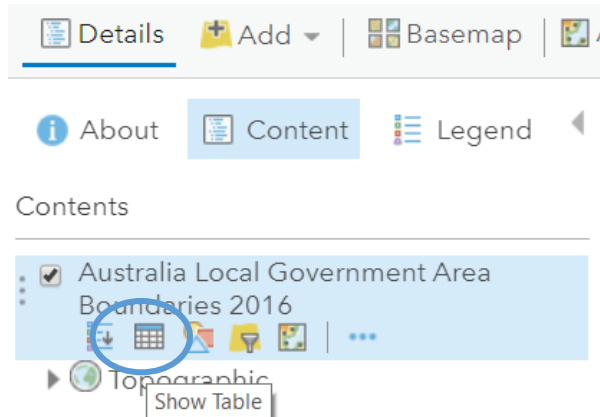 Details Add Basemap A
About Content Legend
Contents
Australia Local Government Area
Boundaries 2016
Topographic
Show Table